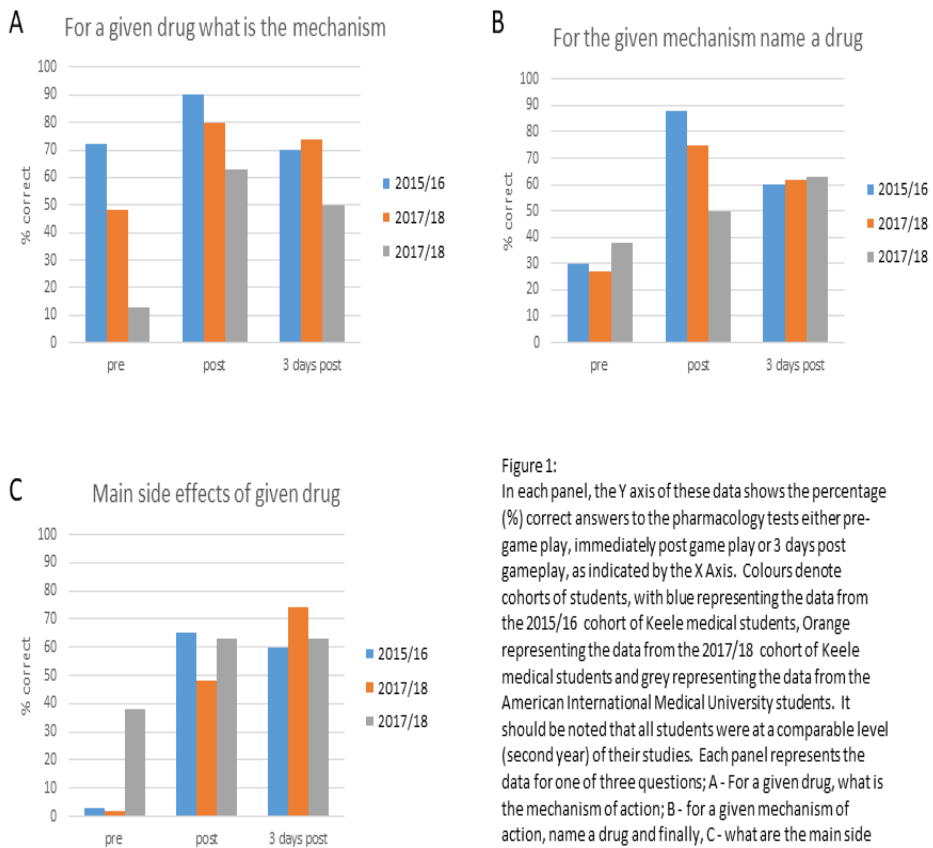 A
For a given drug what is the mechanism
100
90
80
70
60
50
40
30
20
10
0
% correct
pre
post
3 days post
2015/16
2017/18
2017/18
B
For the given mechanism name a drug
100
90
80
70
60
50
40
30
20
10
0
% correct
pre
post
3 days post
2015/16
2017/18
2017/18
C
Main side effects of given drug
100
90
80
70
60
50
40
30
20
10
0
% correct
pre
post
3 days post
2015/16
2017/18
2017/18
Figure 1:
In each panel, the Y axis of these data shows the percentage
(%) correct answers to the pharmacology tests either pre-
game play, immediately post game play or 3 days post
gameplay, as indicated by the X Axis. Colours denote
cohorts of students, with blue representing the data from
the 2015/16 cohort of Keele medical students, Orange
representing the data from the 2017/18 cohort of Keele
medical students and grey representing the data from the
American International Medical University students. It
should be noted that all students were at a comparable level
(second year) of their studies. Each panel represents the
data for one of three questions; A - For a given drug, what is
the mechanism of action; B - for a given mechanism of
action, name a drug and finally, C - what are the main side